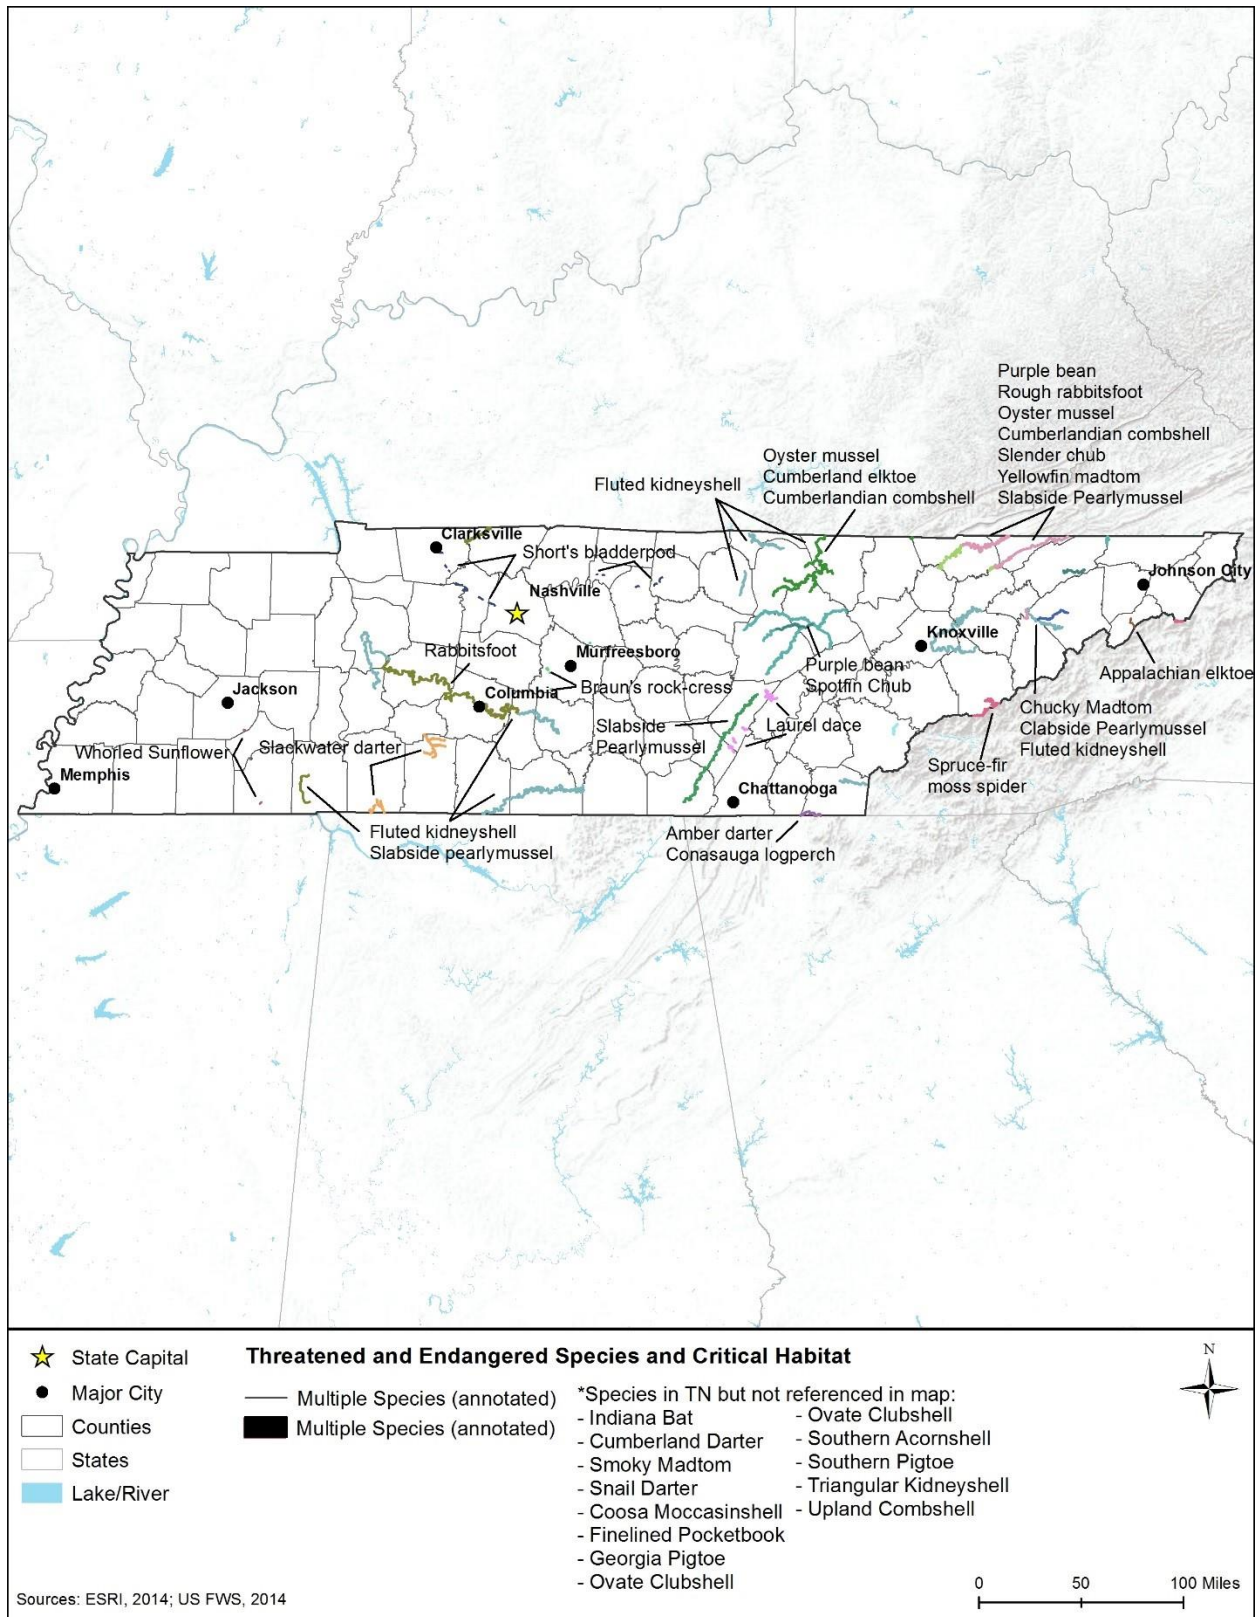 Purple bean
Rough rabbitsfoot
Oyster mussel
Cumberlandian combshell
Slender chub
Yellowfin madtom
Slabside Pearlymussel
Oyster mussel
Cumberland elktoe
Cumberlandian combshell
Fluted kidneyshell
Clarksville
Short's bladderpod
Nashville
Johnson City
Knoxville
Rabbitsfoot
Murfreesboro
Purple bean
Spotfin Chub
Appalachian elktoe
Jackson
Columbia
Braun's rock-cress
Slabside
Pearlymussel
Laurel dace
Chucky Madtom
Clabside Pearlymussel
Fluted kidneyshell
Whorled Sunflower
Slackwater darter
Memphis
Chattanooga
Spruce-fir
moss spider
Fluted kidneyshell
Slabside pearlymussel
Amber darter
Conasauga logperch
State Capital
Major City
Counties
States
Lake/River
Threatened and Endangered Species and Critical Habitat
Multiple Species (annotated)
Multiple Species (annotated)
*Species in TN but not referenced in map:
- Indiana Bat
- Cumberland Darter
- Smoky Madtom
- Snail Darter
- Coosa Moccasinshell
- Finelined Pocketbook
- Georgia Pigtoe
- Ovate Clubshell
- Ovate Clubshell
- Southern Acornshell
- Southern Pigtoe
- Triangular Kidneyshell
- Upland Combshell
N
0 50 100 Miles
Sources: ESRI, 2014; US FWS, 2014